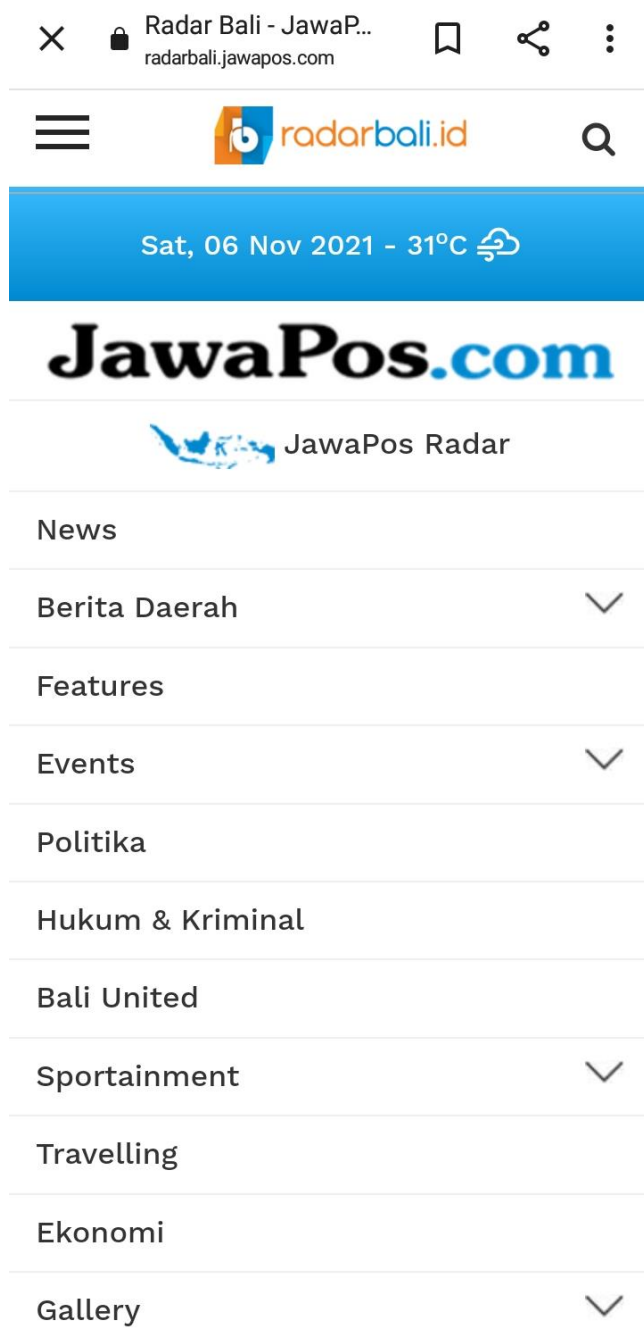 Radar Bali - JawaP...
radarbali.jawapos.com
radarbali.id
Sat, 06 Nov 2021 - 31°C
JawaPos.com
JawaPos Radar
News
Berita Daerah
Features
Events
Politika
Hukum & Kriminal
Bali United
Sportainment
Travelling
Ekonomi
Gallery